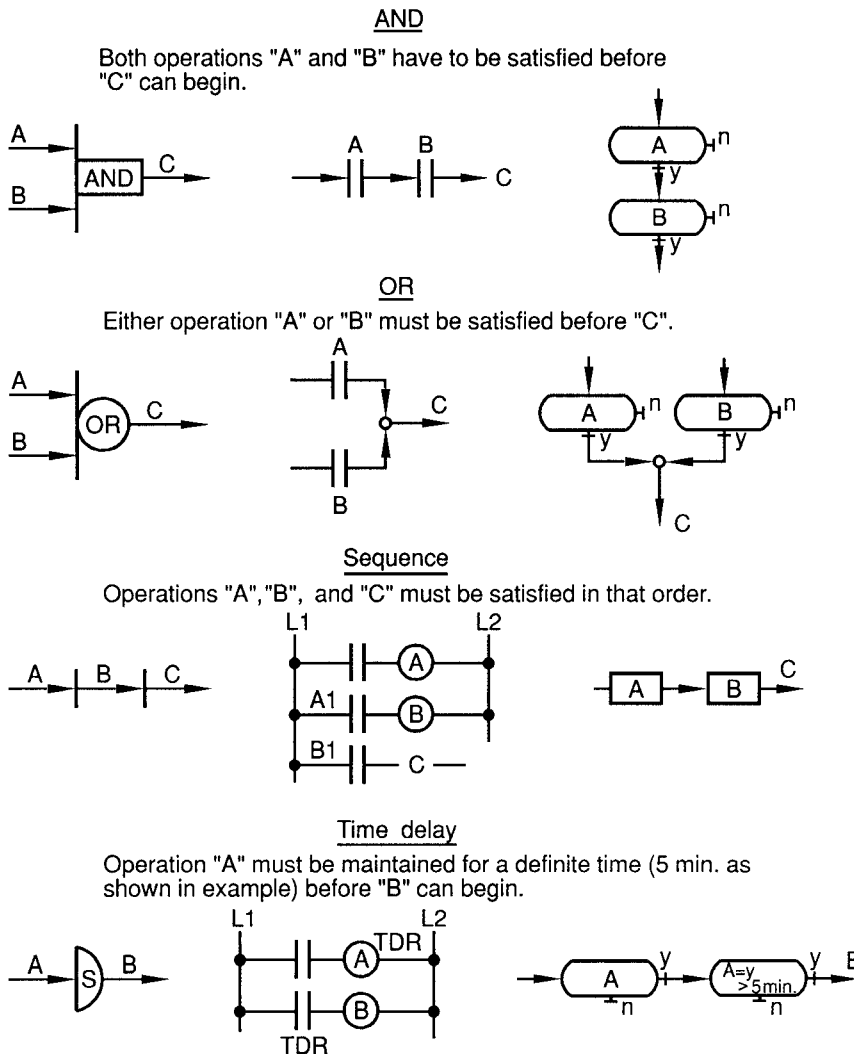 AND
Both operations "A" and "B" have to be satisfied before
"C" can begin.
A
B
AND
C
A
B
C
A
n
y
B
n
y
OR
Either operation "A" or "B" must be satisfied before "C".
A
B
OR
C
A
B
C
A
n
y
B
n
y
C
Sequence
Operations "A","B", and "C" must be satisfied in that order.
A
B
C
L1
L2
A
A1
B
B1
C
A
B
C
Time delay
Operation "A" must be maintained for a definite time (5 min. as
shown in example) before "B" can begin.
A
S
B
L1
L2
A
TDR
B
TDR
A
y
n
A=y
>5min.
y
n
B